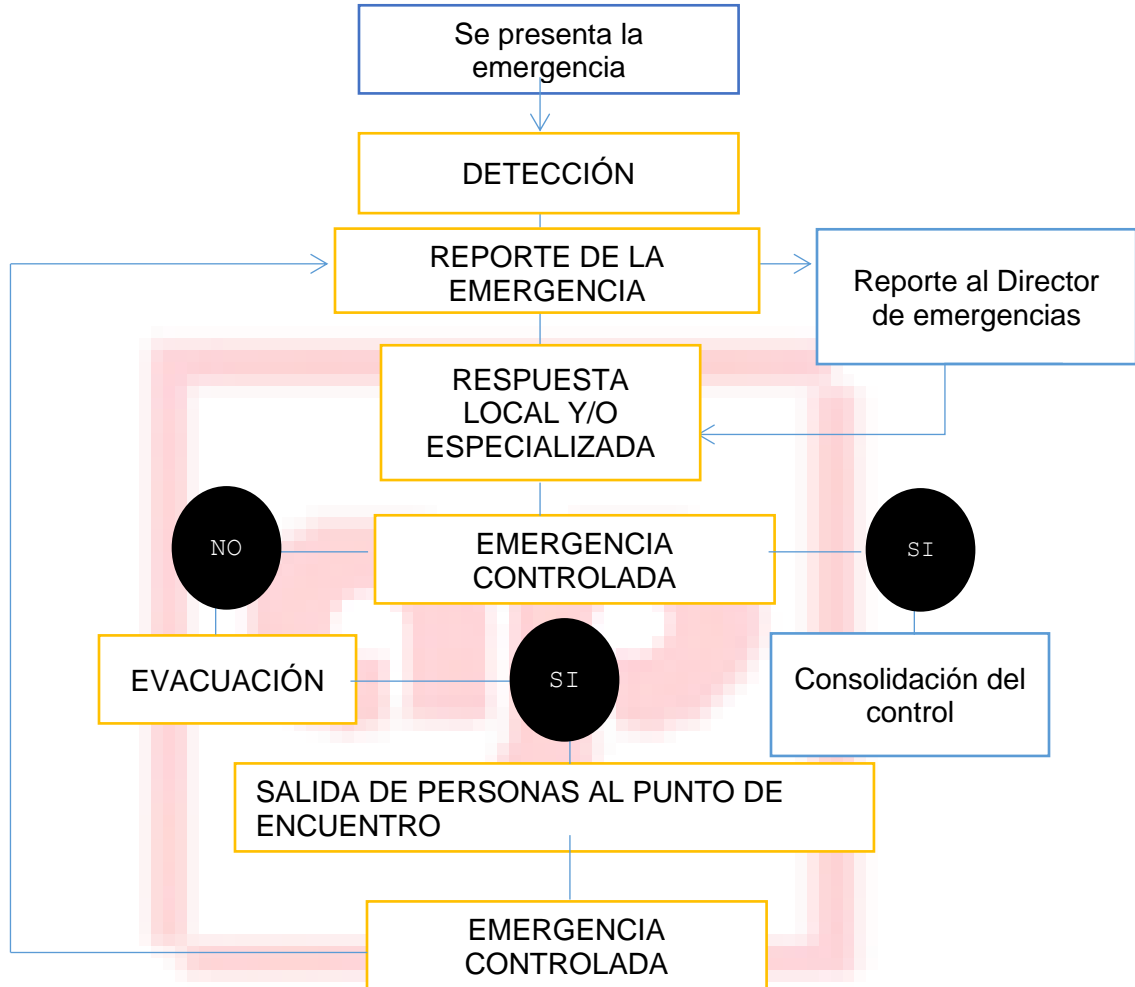 Se presenta la
emergencia
DETECCIÓN
REPORTE DE LA
EMERGENCIA
Reporte al Director
de emergencias
RESPUESTA
LOCAL Y/O
ESPECIALIZADA
NO
EMERGENCIA
CONTROLADA
SI
EVACUACIÓN
SI
Consolidación del
control
SALIDA DE PERSONAS AL PUNTO DE
ENCUENTRO
EMERGENCIA
CONTROLADA